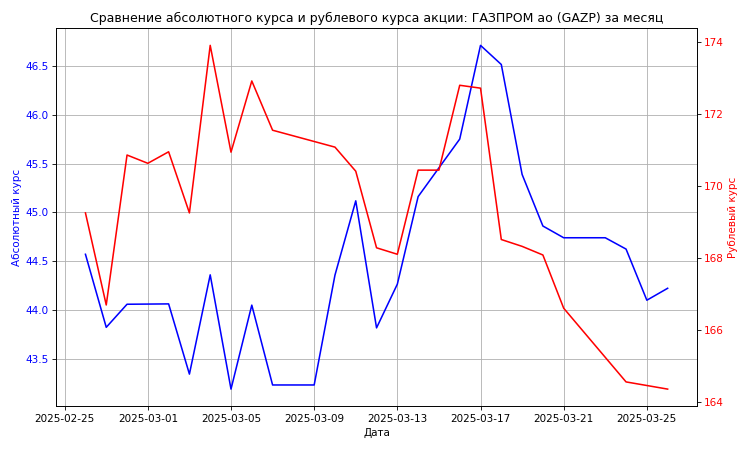 Сравнение абсолютного курса и рублевого курса акции: ГАЗПРОМ ао (GAZP) за месяц
Абсолютный курс
46.5
46.0
45.5
45.0
44.5
44.0
43.5
174
172
170
168
166
164
Рублевый курс
2025-02-25 2025-03-01 2025-03-05 2025-03-09 2025-03-13 2025-03-17 2025-03-21 2025-03-25
Дата